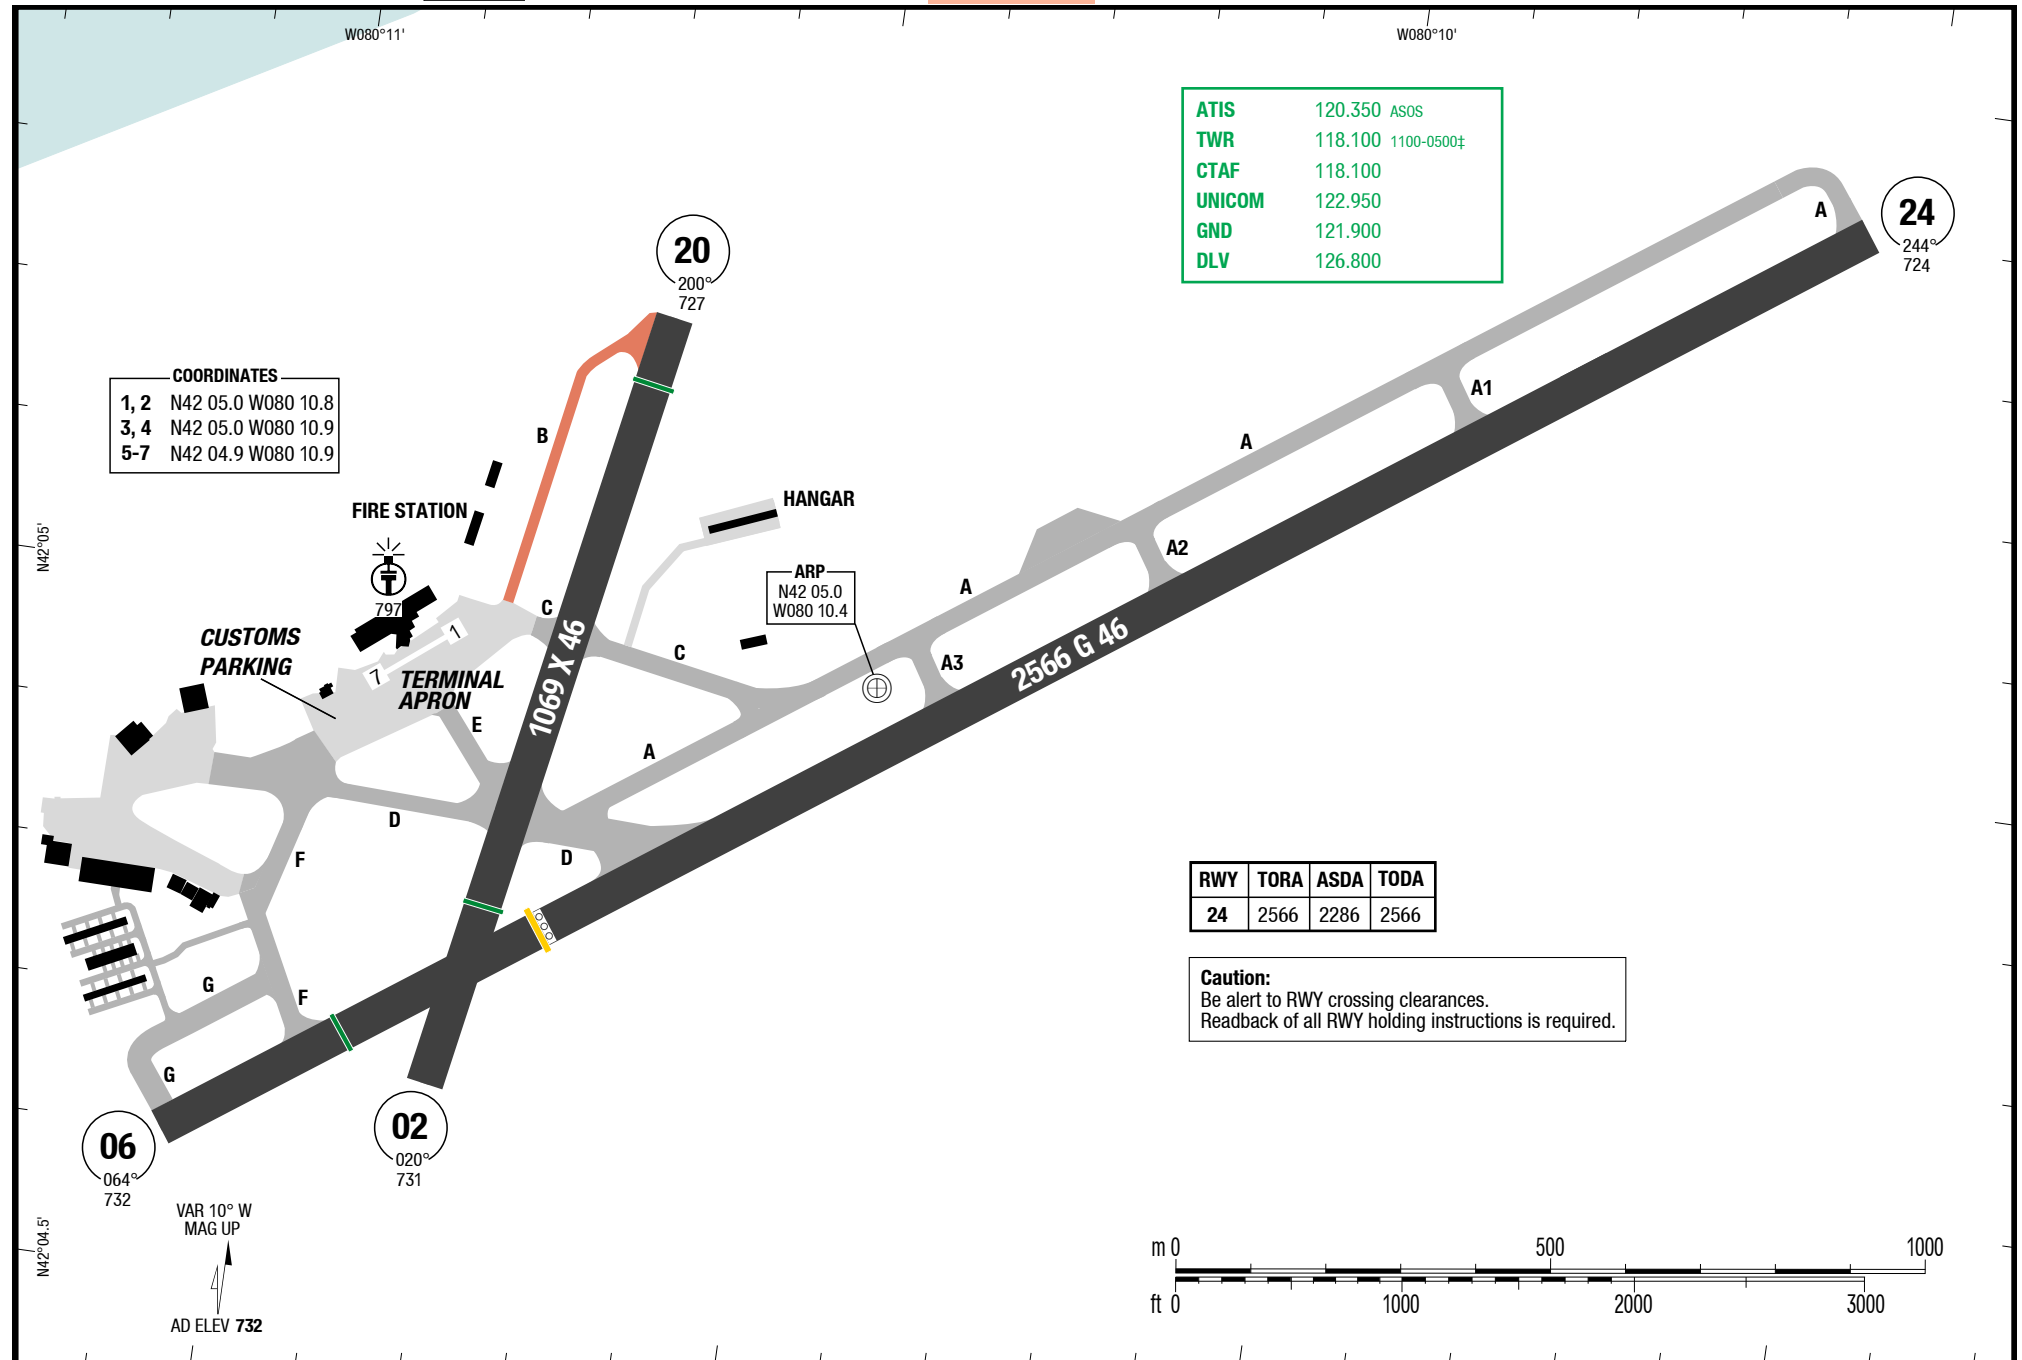 W080°11'
W080°10'
ATIS 120.350 ASOS
TWR 118.100 1100-0500‡
CTAF 118.100
UNICOM 122.950
GND 121.900
DLV 126.800
A
24
244°
724
20
200°
727
COORDINATES
1, 2 N42 05.0 W080 10.8
3, 4 N42 05.0 W080 10.9
5-7 N42 04.9 W080 10.9
A1
B
A
FIRE STATION
HANGAR
N42°05'
A2
ARP
N42 05.0
W080 10.4
797
C
A
CUSTOMS
PARKING
1
7
TERMINAL
APRON
C
A3
1069 X 46
2566 G 46
E
A
D
D
F
RWY TORA ASDA TODA
24 2566 2286 2566
Caution:
Be alert to RWY crossing clearances.
Readback of all RWY holding instructions is required.
G
F
G
06
064°
732
02
020°
731
VAR 10° W
MAG UP
N42°04.5'
AD ELEV 732
m 0 500 1000
ft 0 1000 2000 3000